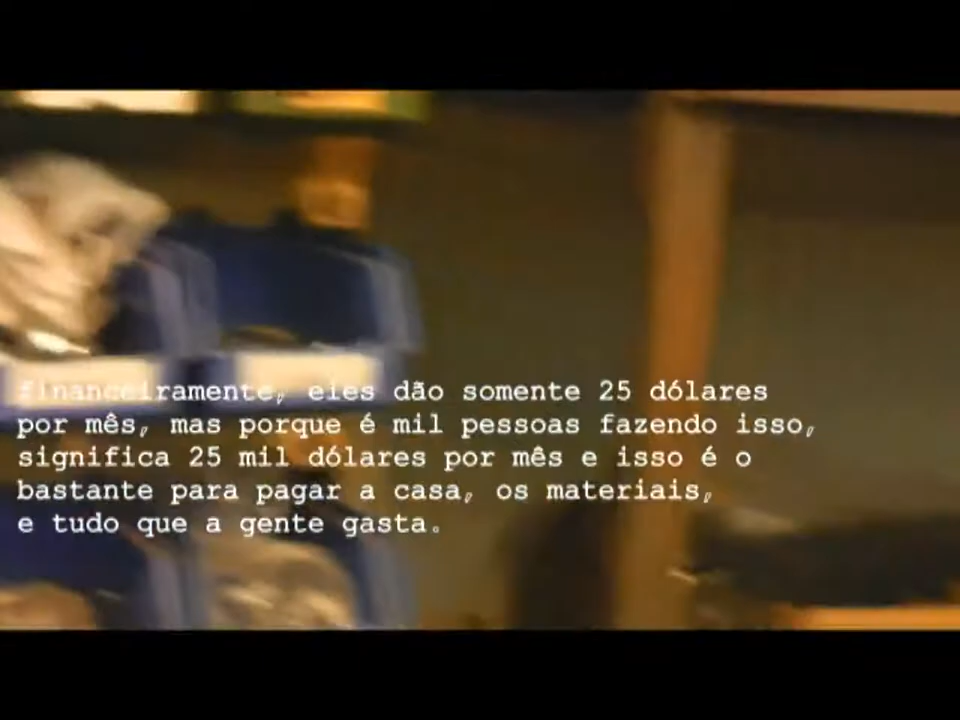 financeiramente, eles dão somente 25 dólares
por mês, mas porque é mil pessoas fazendo isso,
significa 25 mil dólares por mês e isso é o
bastante para pagar a casa, os materiais,
e tudo que a gente gasta.